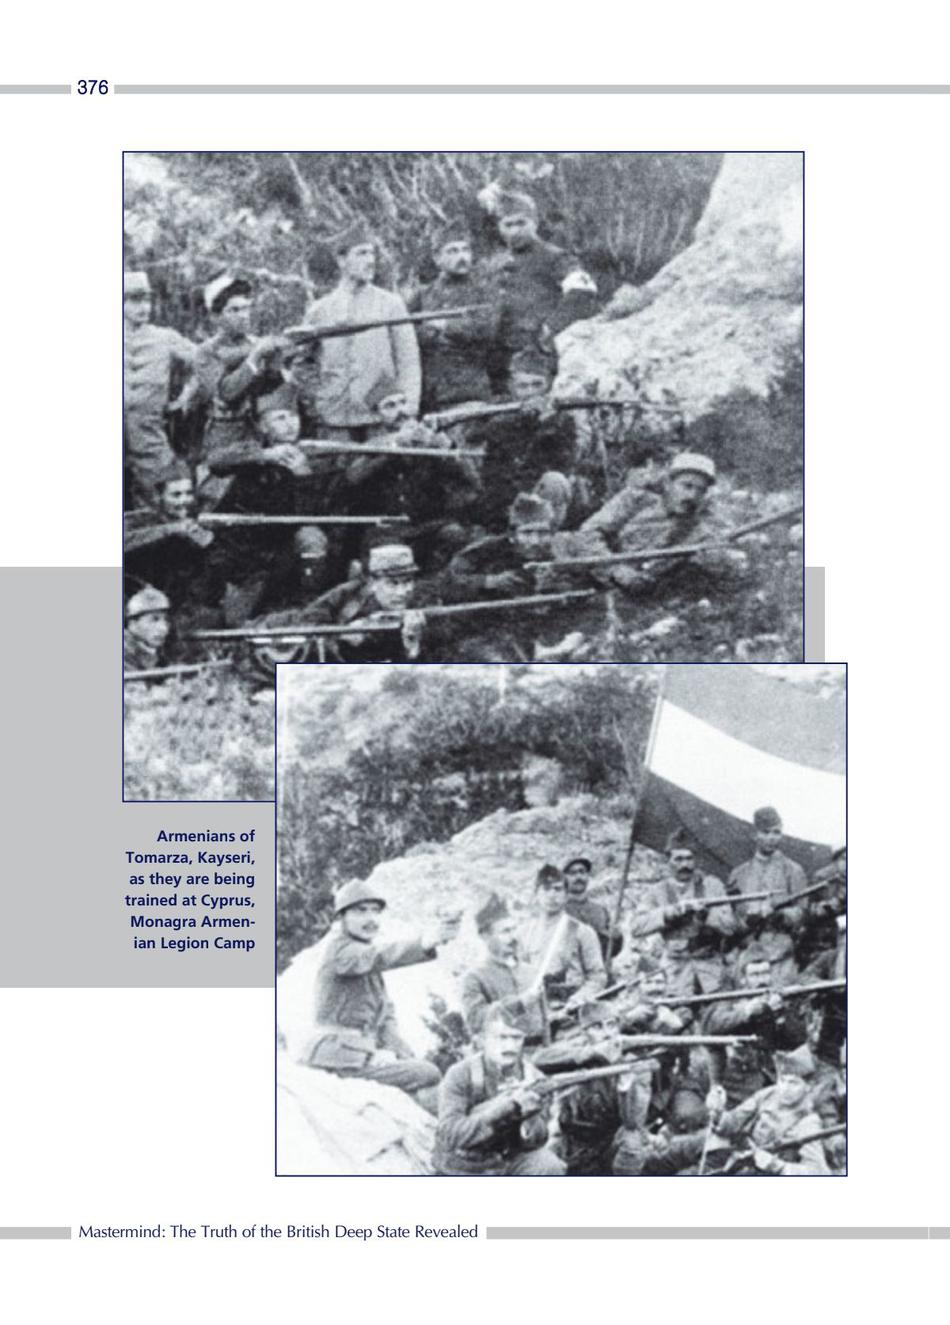 376
Armenians of
Tomarza, Kayseri,
as they are being
trained at Cyprus,
Monagra Armen-
ian Legion Camp
Mastermind: The Truth of the British Deep State Revealed